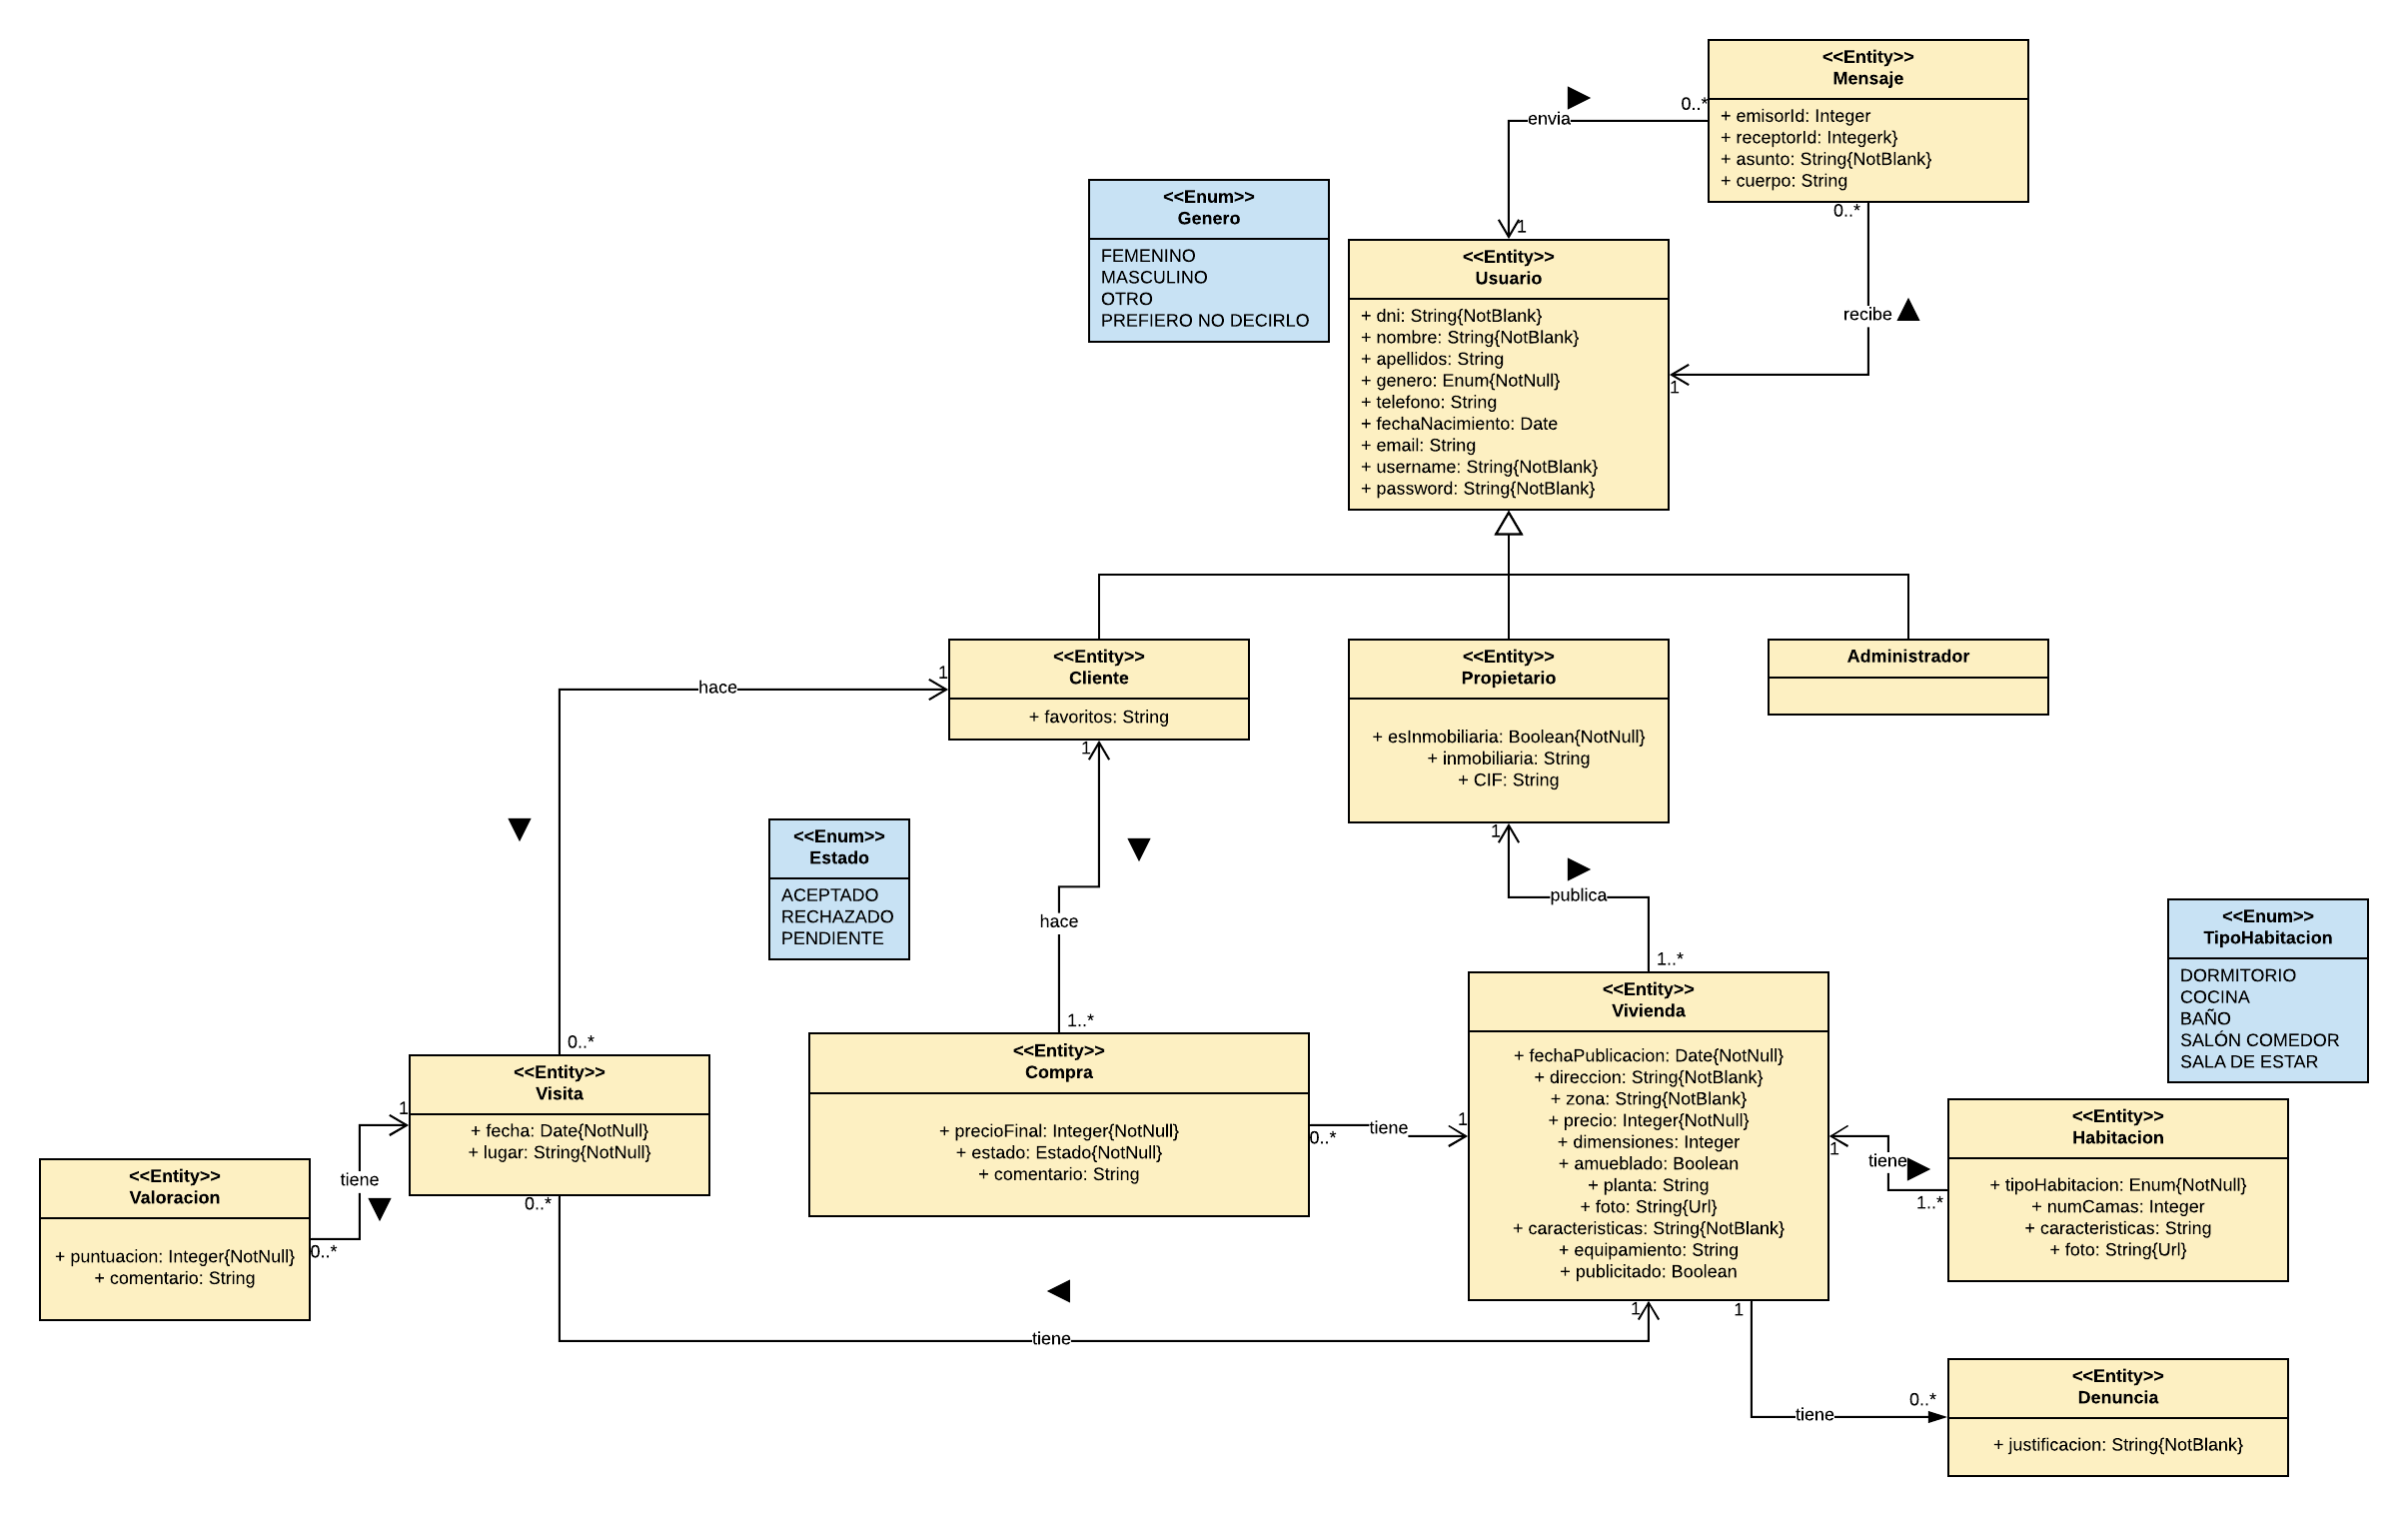 <<Entity>>
Mensaje
+ emisorId: Integer
+ receptorId: Integerk}
+ asunto: String{NotBlank}
+ cuerpo: String
0..*
envia
1
0..*
recibe
1
<<Enum>>
Genero
FEMENINO
MASCULINO
OTRO
PREFIERO NO DECIRLO
<<Entity>>
Usuario
+ dni: String{NotBlank}
+ nombre: String{NotBlank}
+ apellidos: String
+ genero: Enum{NotNull}
+ telefono: String
+ fechaNacimiento: Date
+ email: String
+ username: String{NotBlank}
+ password: String{NotBlank}
<<Entity>>
Cliente
+ favoritos: String
<<Entity>>
Propietario
+ esInmobiliaria: Boolean{NotNull}
+ inmobiliaria: String
+ CIF: String
Administrador
1
hace
0..*
1
hace
1..*
1
publica
1..*
<<Enum>>
Estado
ACEPTADO
RECHAZADO
PENDIENTE
<<Enum>>
TipoHabitacion
DORMITORIO
COCINA
BAÑO
SALÓN COMEDOR
SALA DE ESTAR
<<Entity>>
Visita
+ fecha: Date{NotNull}
+ lugar: String{NotNull}
<<Entity>>
Compra
+ precioFinal: Integer{NotNull}
+ estado: Estado{NotNull}
+ comentario: String
<<Entity>>
Vivienda
+ fechaPublicacion: Date{NotNull}
+ direccion: String{NotBlank}
+ zona: String{NotBlank}
+ precio: Integer{NotNull}
+ dimensiones: Integer
+ amueblado: Boolean
+ planta: String
+ foto: String{Url}
+ caracteristicas: String{NotBlank}
+ equipamiento: String
+ publicitado: Boolean
<<Entity>>
Habitacion
+ tipoHabitacion: Enum{NotNull}
+ numCamas: Integer
+ caracteristicas: String
+ foto: String{Url}
<<Entity>>
Valoracion
+ puntuacion: Integer{NotNull}
+ comentario: String
1
tiene
0..*
0..*
tiene
1
1
tiene
1..*
0..*
tiene
1
1
tiene
0..*
<<Entity>>
Denuncia
+ justificacion: String{NotBlank}